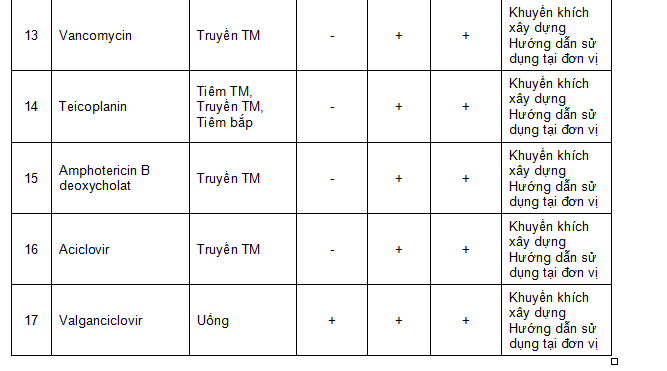 13 Vancomycin Truyền TM - + + Khuyến khích
xây dựng
Hướng dẫn sử
dụng tại đơn vị
14 Teicoplanin Tiêm TM,
Truyền TM,
Tiêm bắp - + + Khuyến khích
xây dựng
Hướng dẫn sử
dụng tại đơn vị
15 Amphotericin B
deoxycholat Truyền TM - + + Khuyến khích
xây dựng
Hướng dẫn sử
dụng tại đơn vị
16 Aciclovir Truyền TM - + + Khuyến khích
xây dựng
Hướng dẫn sử
dụng tại đơn vị
17 Valganciclovir Uống + + + Khuyến khích
xây dựng
Hướng dẫn sử
dụng tại đơn vị